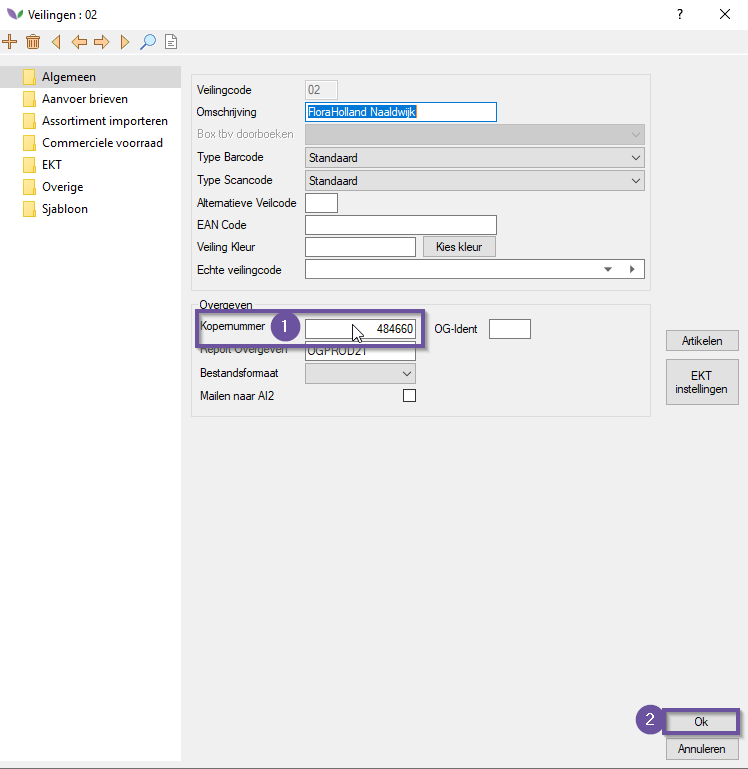 Veilingen : 02
?
Algemeen
Aanvoer brieven
Assortiment importeren
Commerciele voorraad
EKT
Overige
Sjabloon
Veilingcode 02
Omschrijving FloraHolland Naaldwijk
Box tbv doorboeken
Type Barcode Standaard
Type Scancode Standaard
Alternatieve Veilcode
EAN Code
Veiling Kleur Kies kleur
Echte veilingcode
Overgeven
Kopernummer 1 484660 OG-Ident
Report Overgeven OGPROD21
Bestandsformaat
Mailen naar AI2
Artikelen
EKT
instellingen
2 Ok
Annuleren